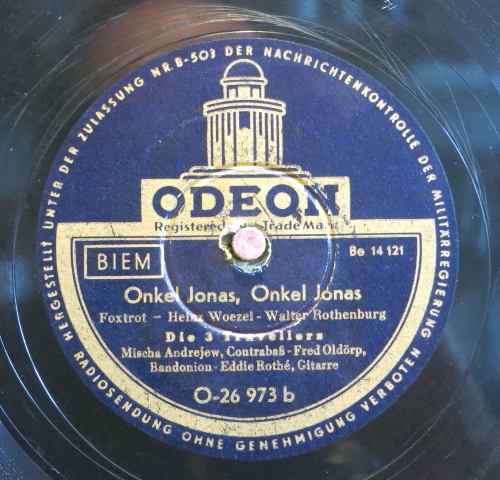 HERGESTELLT UNTER DER ZULASSUNG NR. B-503 DER NACHRICHTENKONTROLLE DER MILITÄRREGIERUNG
ODEON
Registered Trade Mark
BIEM
Be 14 121
Onkel Jonas, Onkel Jonas
Foxtrot - Heinz Woezel - Walter Rothenburg
Die 3 Travellers
Mischa Andrejew, Contrabaß - Fred Oldörp,
Bandonion - Eddie Rothé, Gitarre
O-26 973 b
RADIOSENDUNG OHNE GENEHMIGUNG VERBOTEN